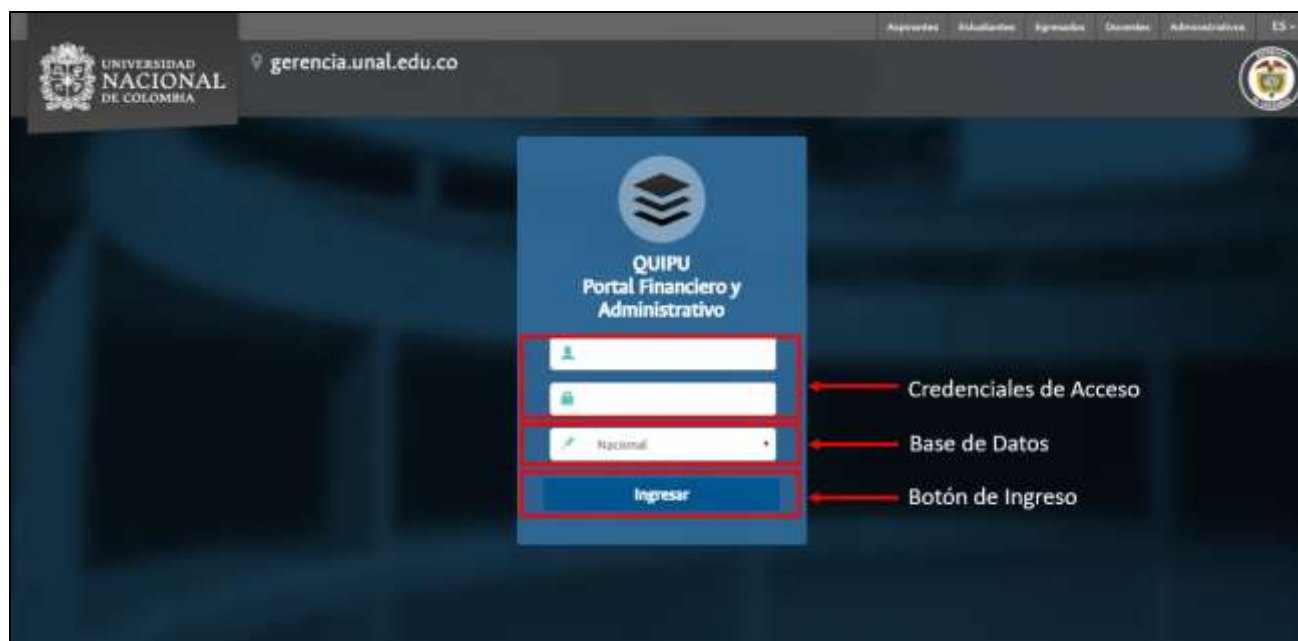 Aspirantes Estudiantes Egresados Docentes Administrativos ES
UNIVERSIDAD
NACIONAL
DE COLOMBIA
gerencia.unal.edu.co
QUIPU
Portal Financiero y
Administrativo
Credenciales de Acceso
Nacional
Base de Datos
Ingresar
Botón de Ingreso